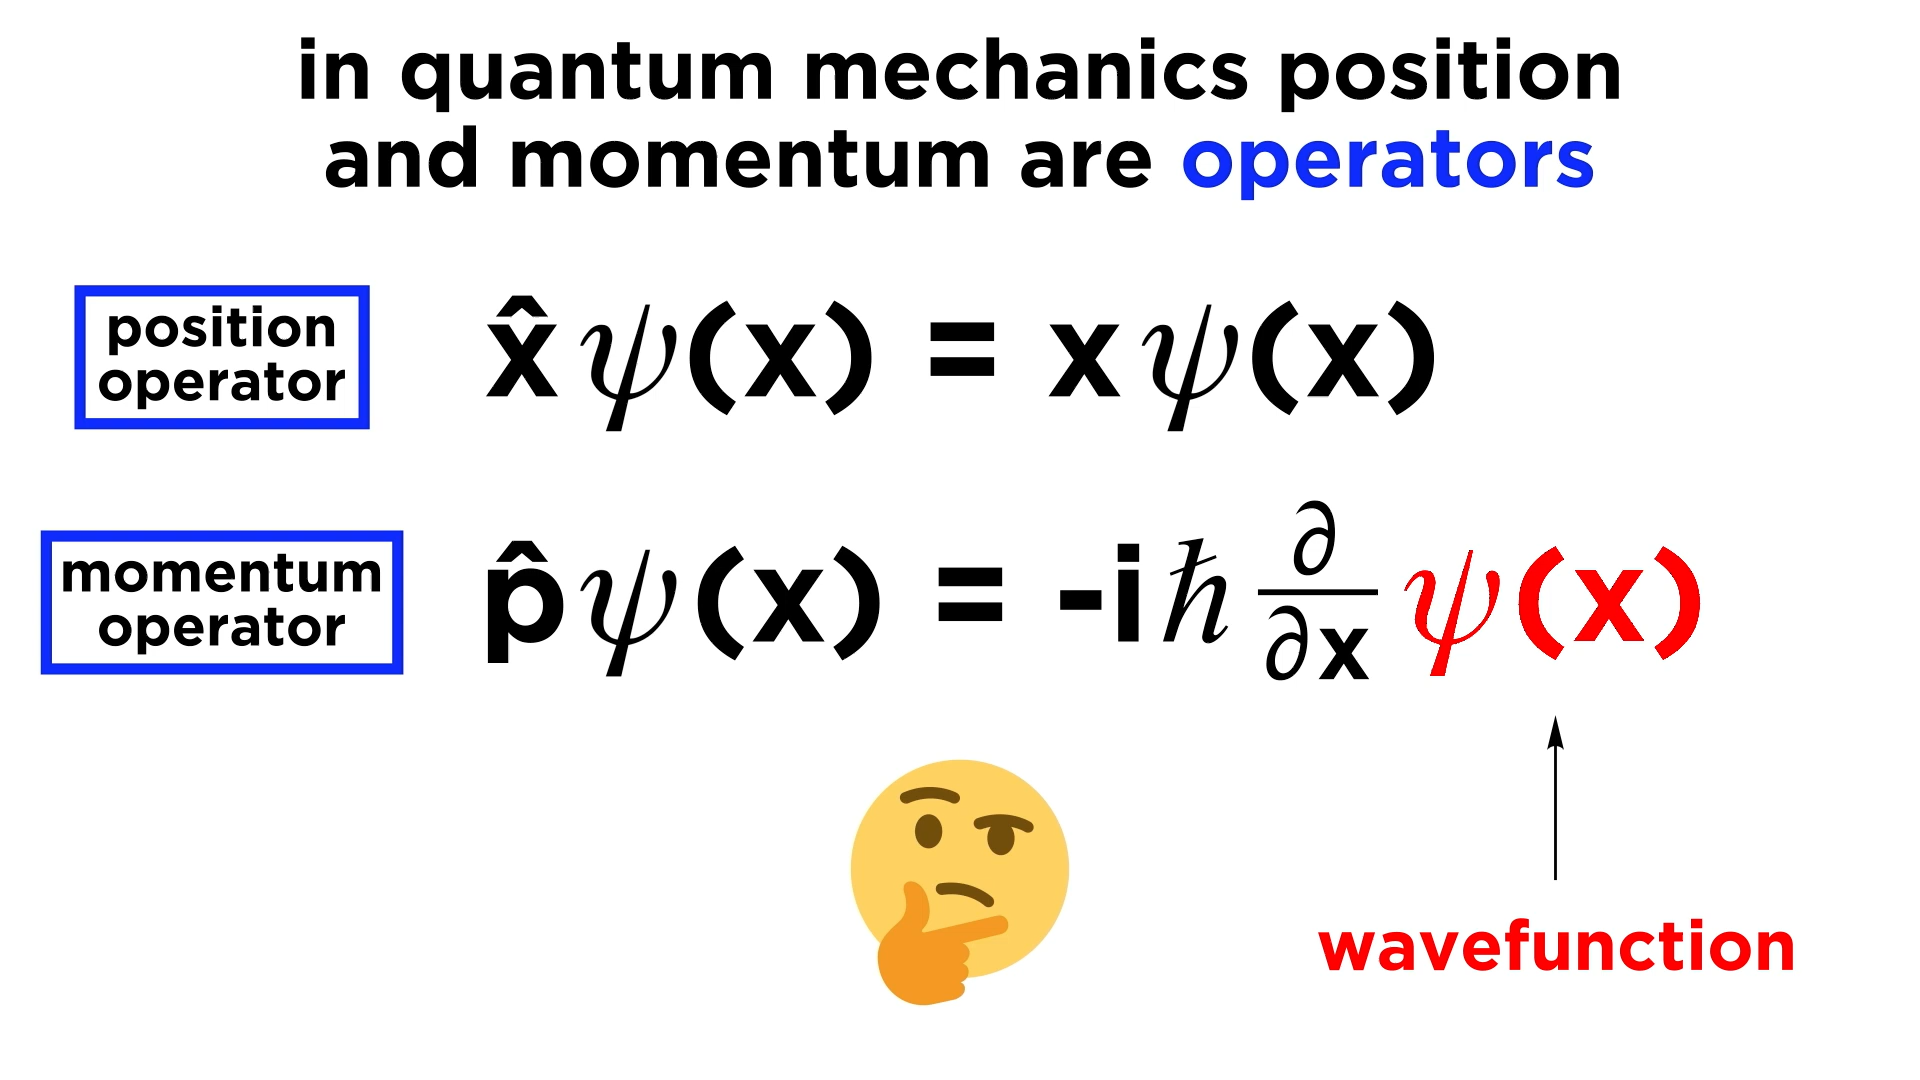 in quantum mechanics position
and momentum are operators
position
operator
x̂ψ(x) = xψ(x)
momentum
operator
p̂ψ(x) = -iℏ ∂/∂x ψ(x)
wavefunction